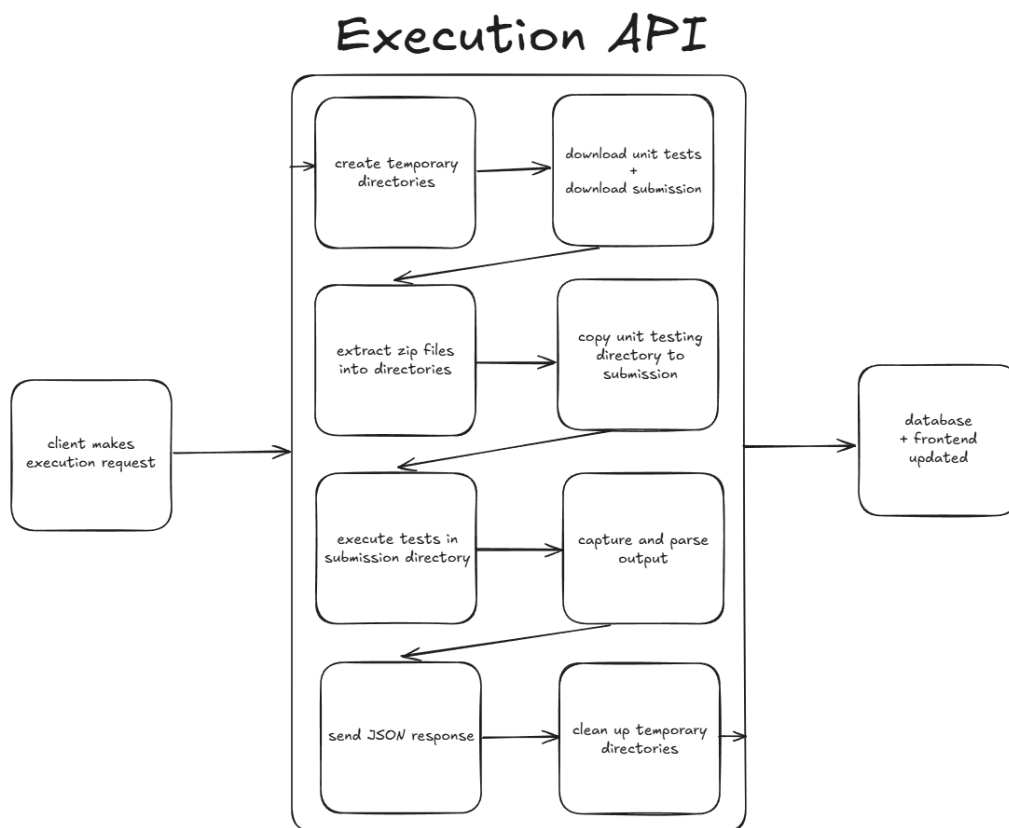 Execution API
create temporary
directories
download unit tests
+
download submission
extract zip files
into directories
copy unit testing
directory to
submission
client makes
execution request
database
+ frontend
updated
execute tests in
submission directory
capture and parse
output
send JSON response
clean up temporary
directories